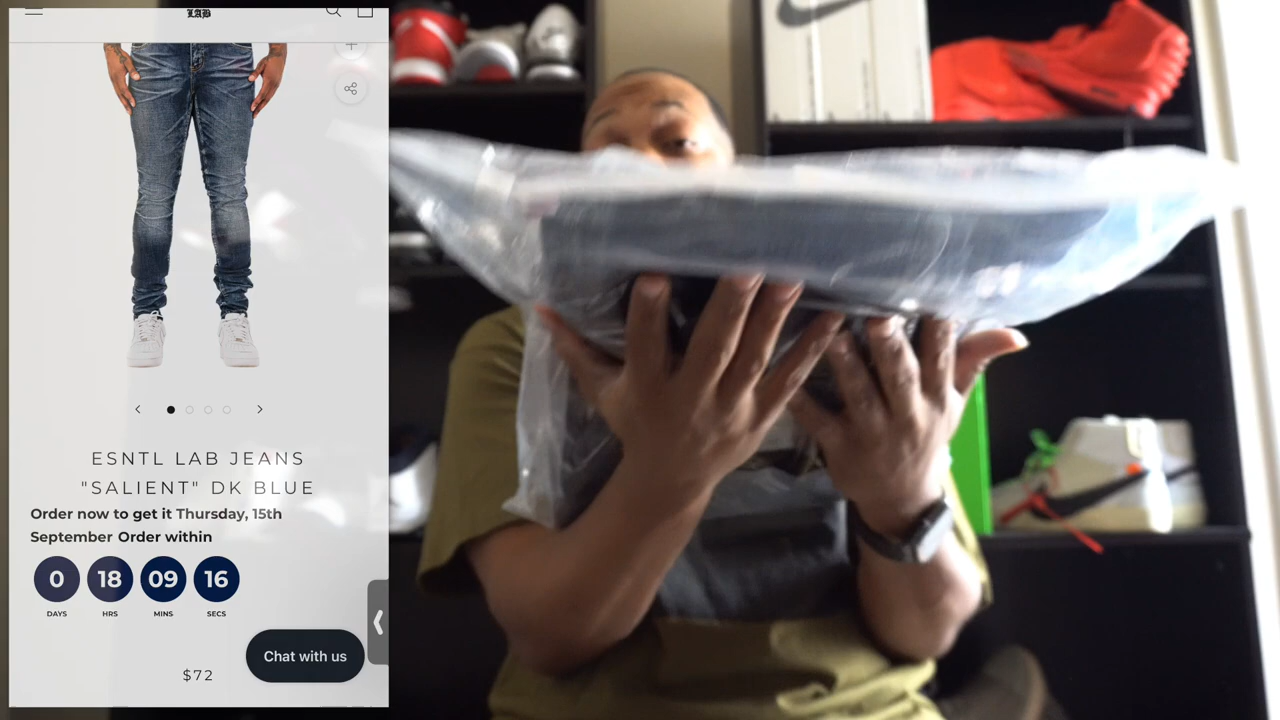 LAB
ESNTL LAB JEANS
"SALIENT" DK BLUE
Order now to get it Thursday, 15th
September Order within
0 18 09 16
DAYS HRS MINS SECS
Chat with us
$72